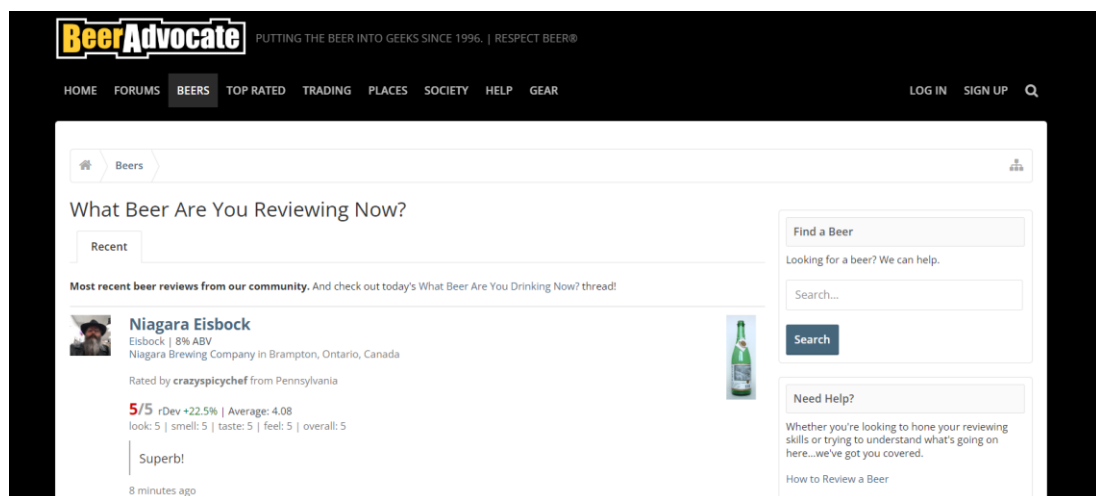 BeerAdvocate
PUTTING THE BEER INTO GEEKS SINCE 1996. | RESPECT BEER®
HOME FORUMS BEERS TOP RATED TRADING PLACES SOCIETY HELP GEAR
LOG IN SIGN UP
Beers
What Beer Are You Reviewing Now?
Recent
Most recent beer reviews from our community. And check out today's What Beer Are You Drinking Now? thread!
Niagara Eisbock
Eisbock | 8% ABV
Niagara Brewing Company in Brampton, Ontario, Canada
Rated by crazyspicychef from Pennsylvania
5/5 rDev +22.5% | Average: 4.08
look: 5 | smell: 5 | taste: 5 | feel: 5 | overall: 5
Superb!
8 minutes ago
Find a Beer
Looking for a beer? We can help.
Search...
Search
Need Help?
Whether you're looking to hone your reviewing
skills or trying to understand what's going on
here...we've got you covered.
How to Review a Beer